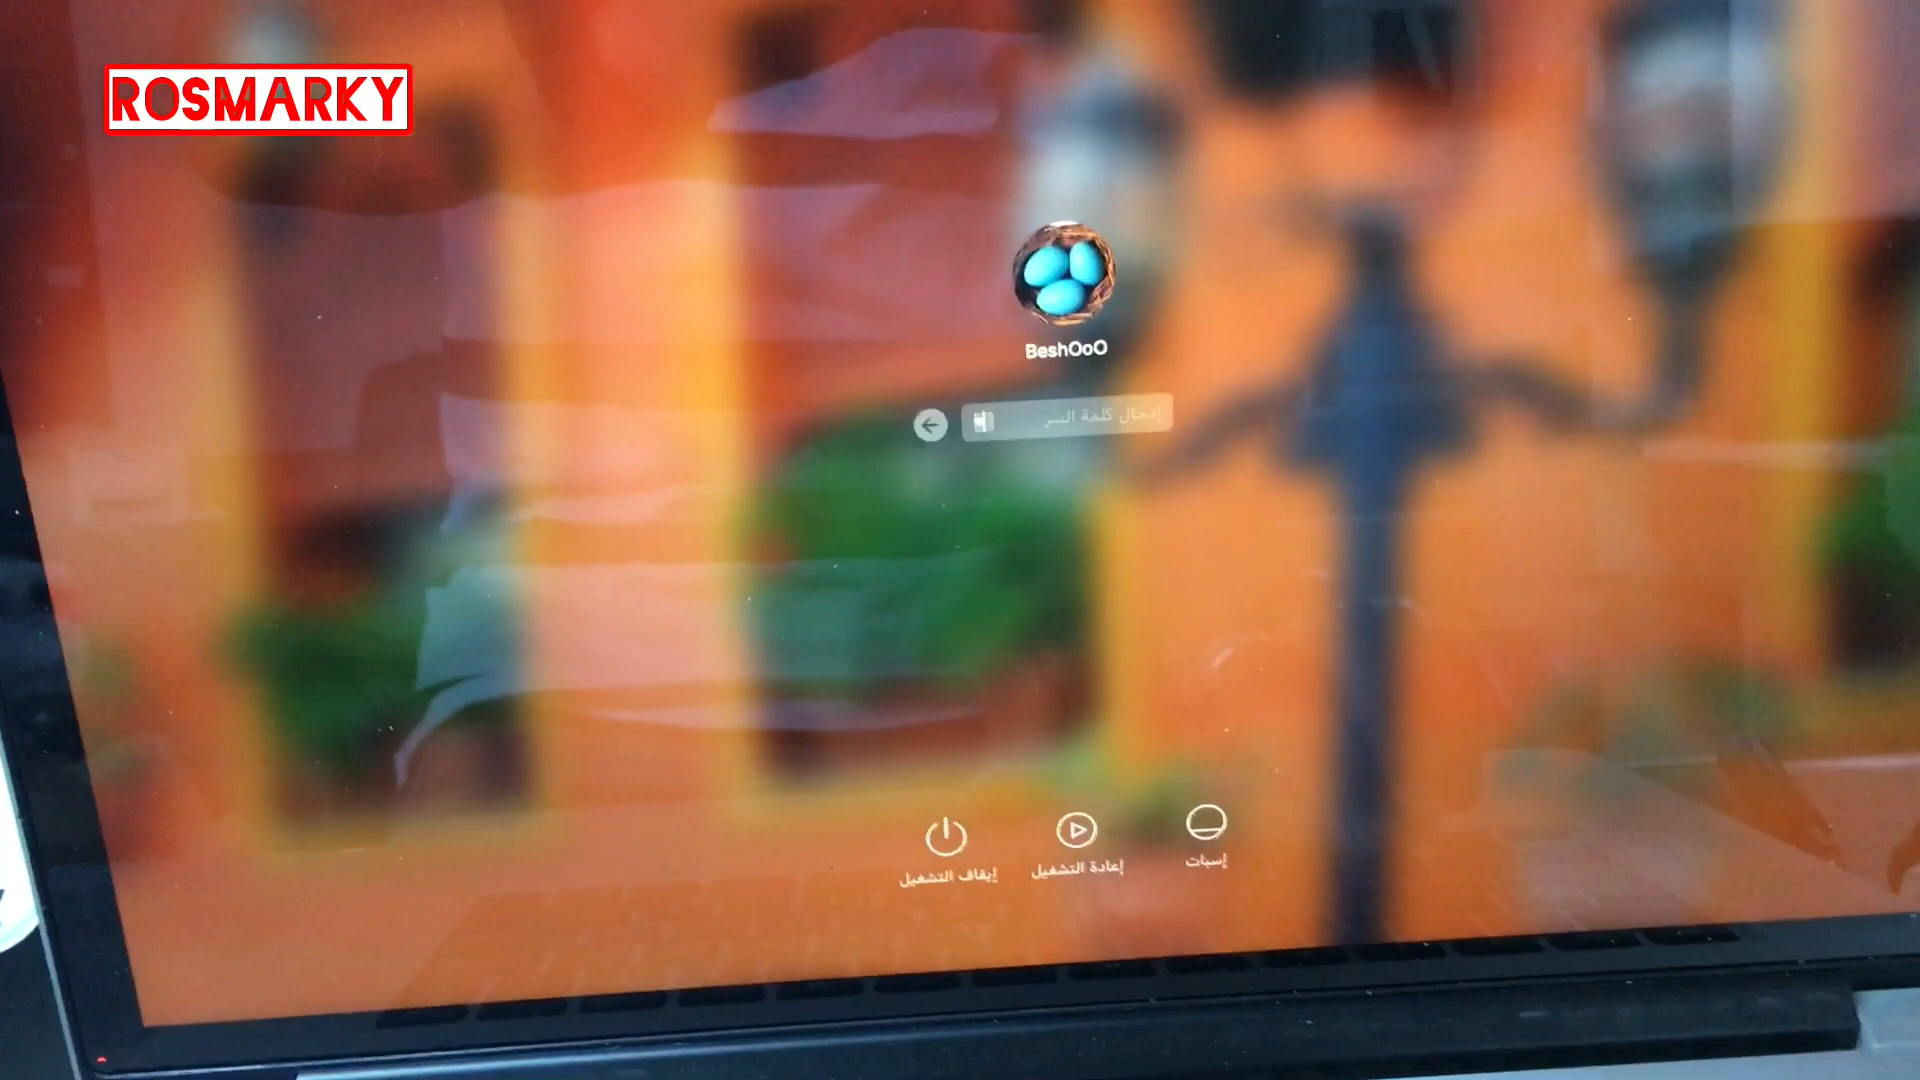 ROSMARKY
BeshOoO
إدخال كلمة السر
إسبات
إعادة التشغيل
إيقاف التشغيل